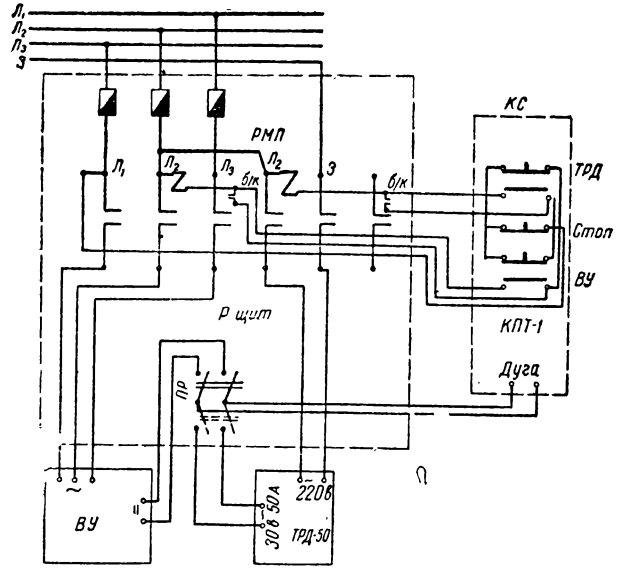 Л₁
Л₂
Л₃
Э
КС
РМП
Л₁
Л₂
Л₃
б/к
Л₂
Э
б/к
ТРД
Стоп
ВУ
КПТ-1
Р щит
Дуга
ПР
~
=
ВУ
30в 50А
~
~
220в
ТРД-50